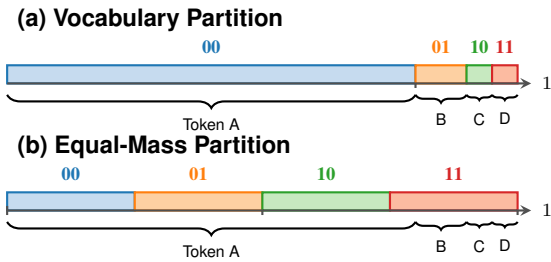 (a) Vocabulary Partition
00 01 10 11
1
Token A B C D
(b) Equal-Mass Partition
00 01 10 11
1
Token A B C D